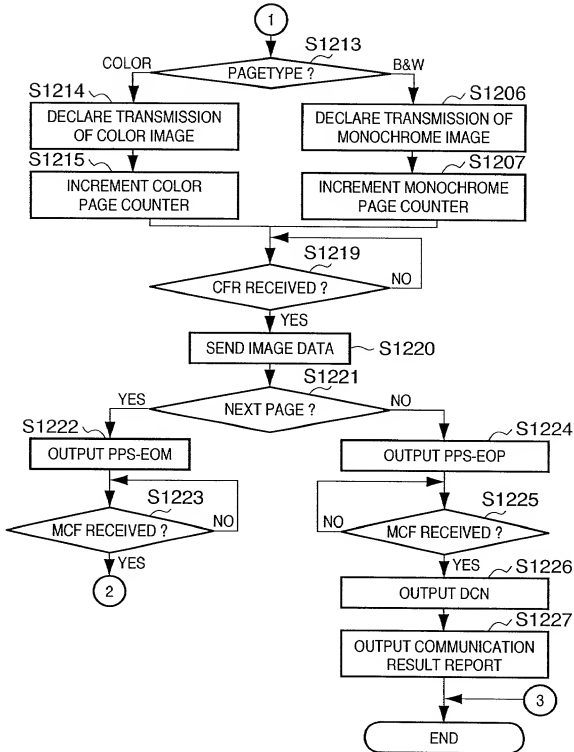 1
S1213
COLOR
PAGETYPE ?
B&W
S1214
S1206
DECLARE TRANSMISSION
OF COLOR IMAGE
DECLARE TRANSMISSION OF
MONOCHROME IMAGE
S1215
S1207
INCREMENT COLOR
PAGE COUNTER
INCREMENT MONOCHROME
PAGE COUNTER
S1219
CFR RECEIVED ?
NO
YES
SEND IMAGE DATA
S1220
S1221
YES
NEXT PAGE ?
NO
S1222
S1224
OUTPUT PPS-EOM
OUTPUT PPS-EOP
S1223
S1225
MCF RECEIVED ?
NO
NO
MCF RECEIVED ?
YES
YES
2
S1226
OUTPUT DCN
S1227
OUTPUT COMMUNICATION
RESULT REPORT
3
END